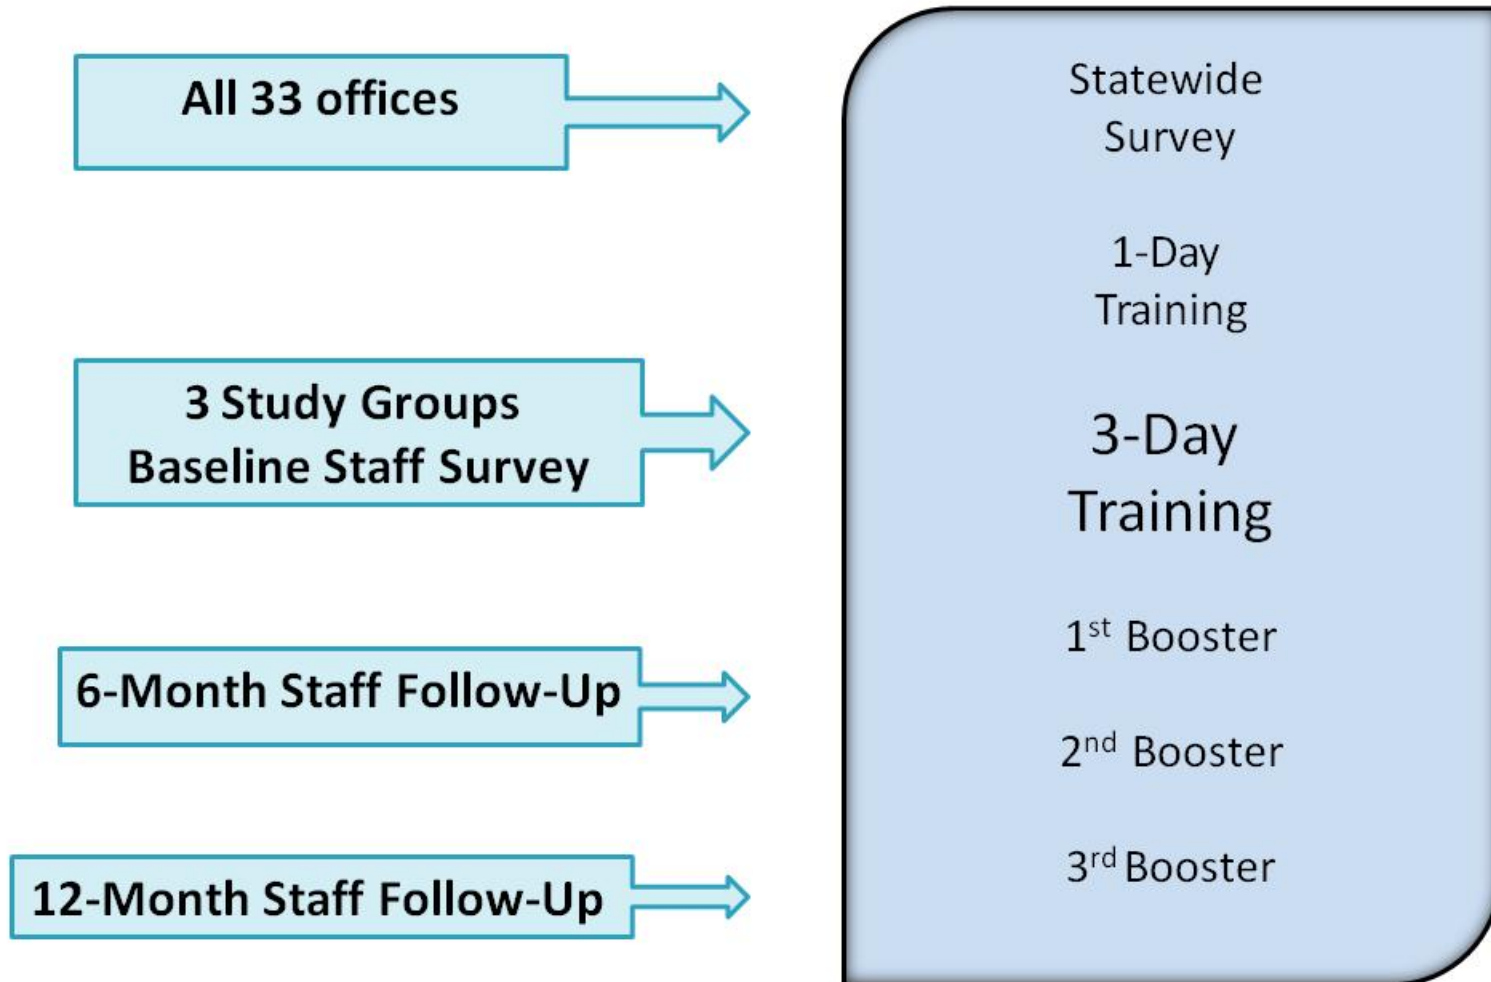 All 33 offices
3 Study Groups
Baseline Staff Survey
6-Month Staff Follow-Up
12-Month Staff Follow-Up
Statewide
Survey
1-Day
Training
3-Day
Training
1st Booster
2nd Booster
3rd Booster